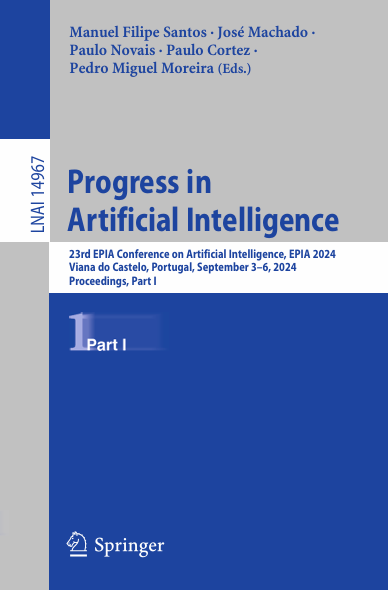 Manuel Filipe Santos · José Machado ·
Paulo Novais · Paulo Cortez ·
Pedro Miguel Moreira (Eds.)
LNAI 14967
Progress in
Artificial Intelligence
23rd EPIA Conference on Artificial Intelligence, EPIA 2024
Viana do Castelo, Portugal, September 3–6, 2024
Proceedings, Part I
1
Part I
Springer